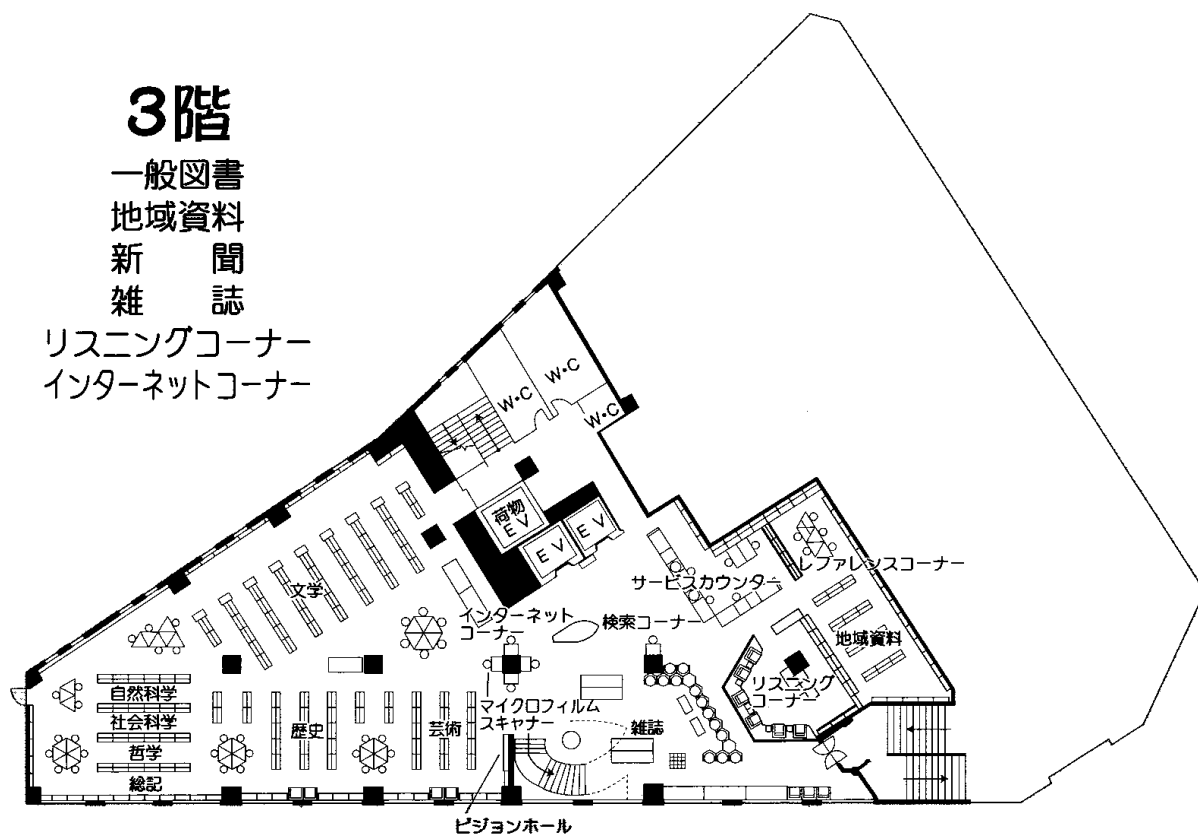 3階
一般図書
地域資料
新　聞
雑　誌
リスニングコーナー
インターネットコーナー
W・C
W・C
W・C
荷物
EV
EV
EV
文学
レファレンスコーナー
サービスカウンター
インターネット
コーナー
検索コーナー
地域資料
リスニング
コーナー
自然科学
社会科学
哲学
総記
歴史
芸術
マイクロフィルム
スキャナー
雑誌
ビジョンホール